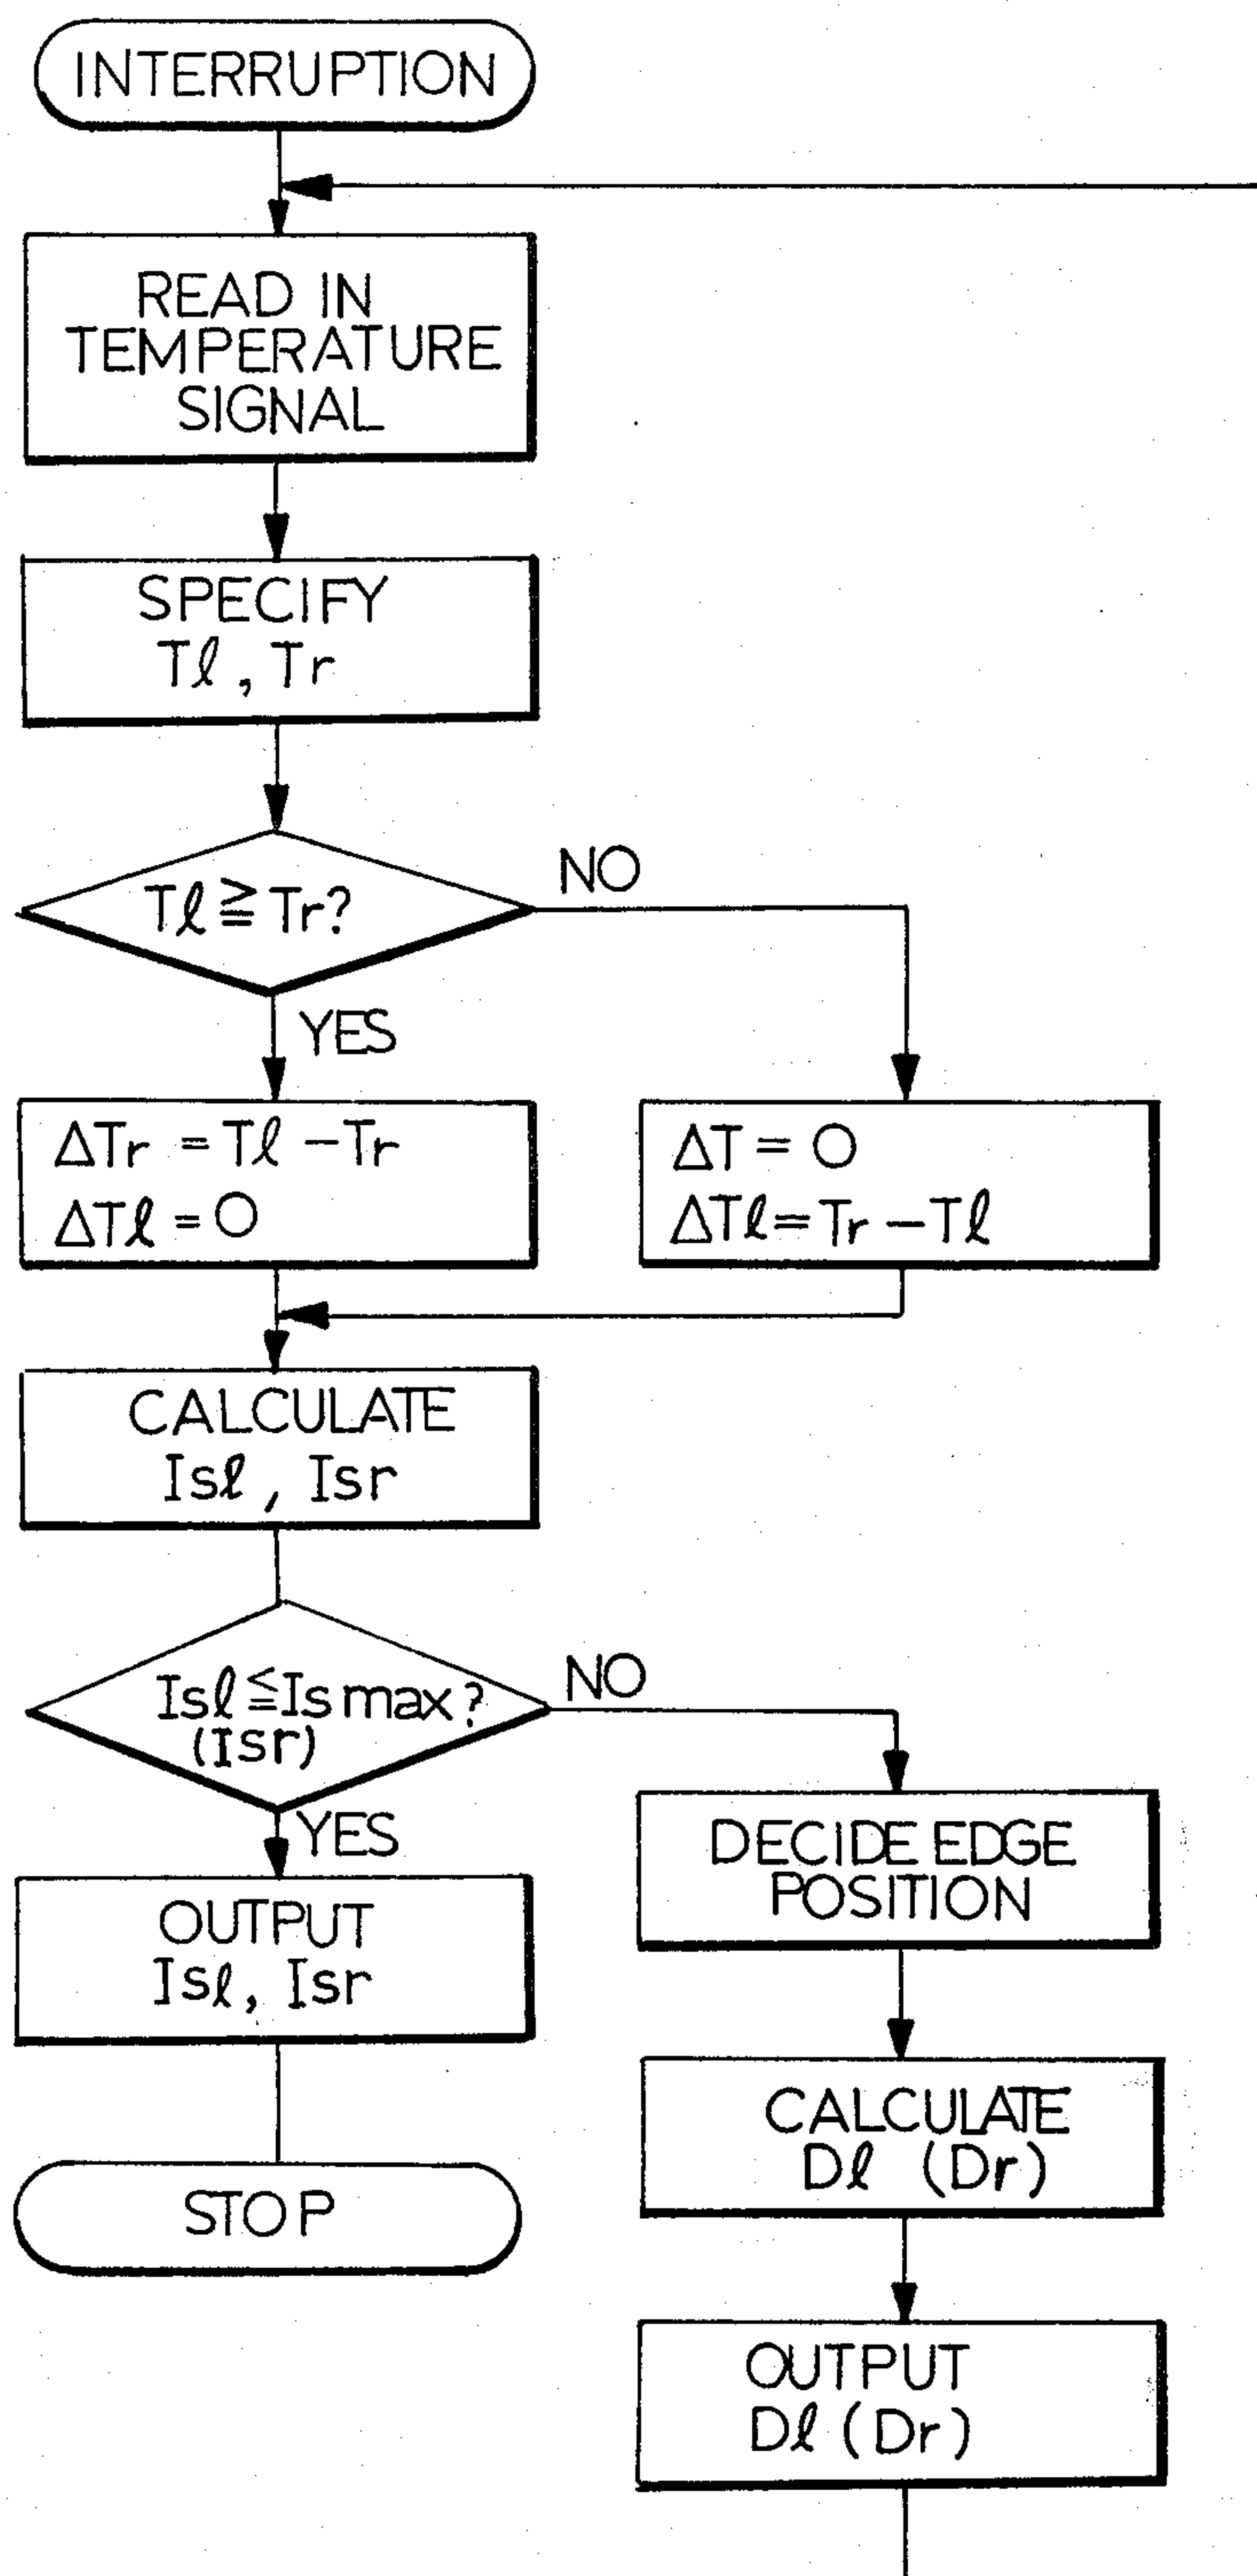 INTERRUPTION
READ IN
TEMPERATURE
SIGNAL
SPECIFY
Tℓ, Tr
Tℓ ≧ Tr?
NO
YES
ΔTr = Tℓ - Tr
ΔTℓ = 0
ΔT = 0
ΔTℓ = Tr - Tℓ
CALCULATE
Isℓ, Isr
Isℓ ≦ Is max?
(Isr)
NO
YES
OUTPUT
Isℓ, Isr
STOP
DECIDE EDGE
POSITION
CALCULATE
Dℓ (Dr)
OUTPUT
Dℓ (Dr)